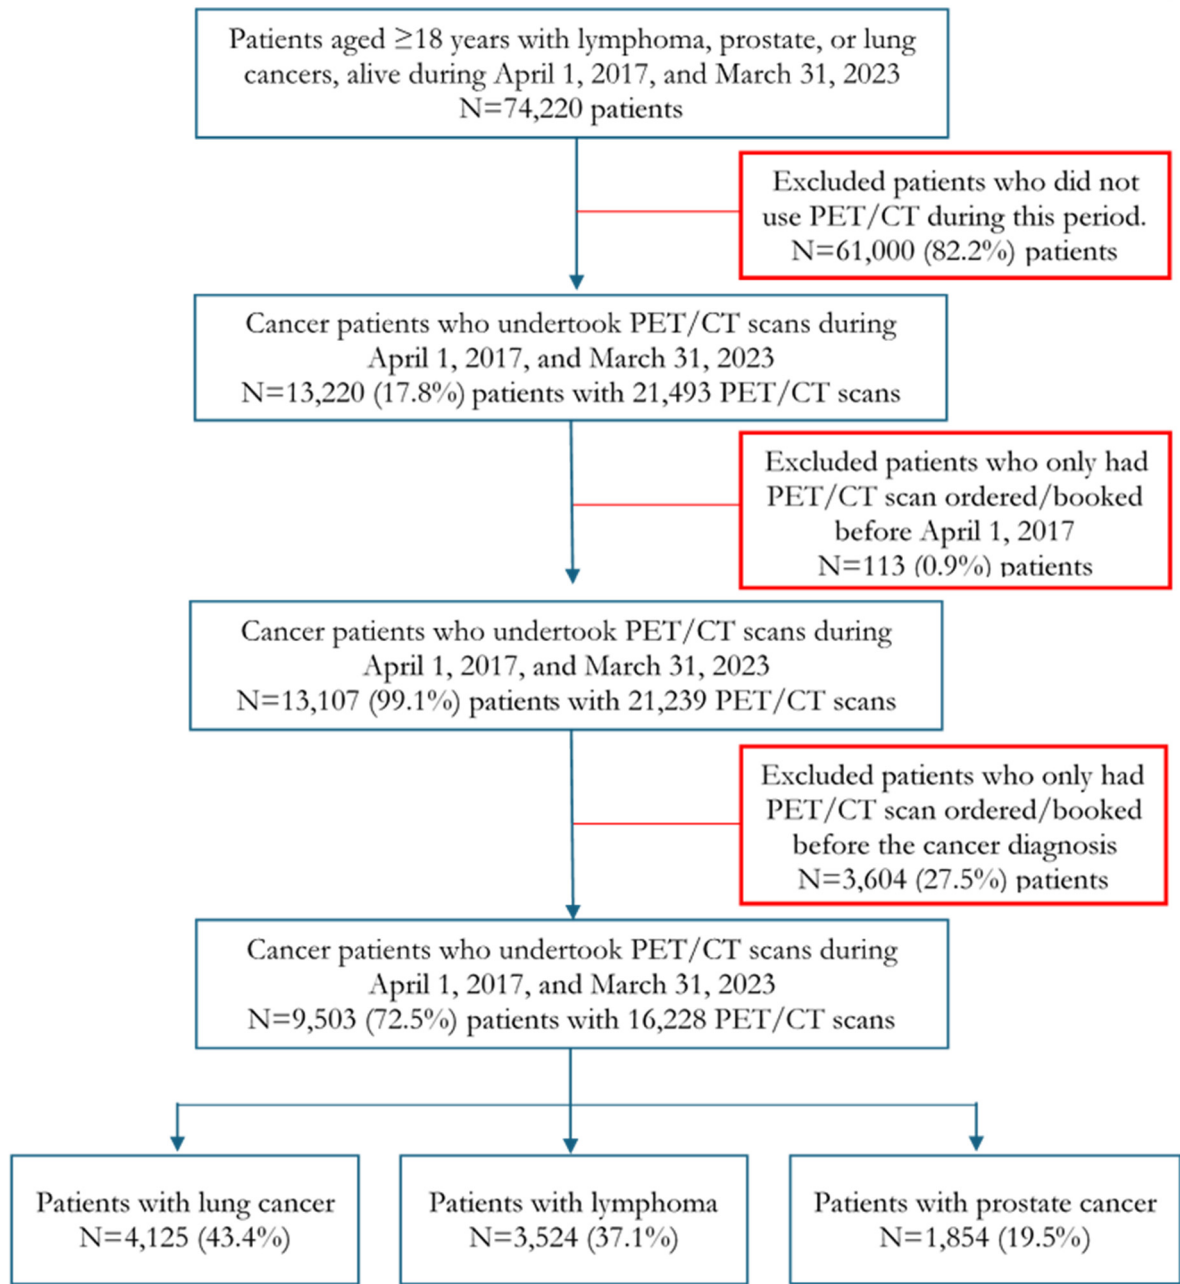 Patients aged ≥18 years with lymphoma, prostate, or lung
cancers, alive during April 1, 2017, and March 31, 2023
N=74,220 patients
Excluded patients who did not
use PET/CT during this period.
N=61,000 (82.2%) patients
Cancer patients who undertook PET/CT scans during
April 1, 2017, and March 31, 2023
N=13,220 (17.8%) patients with 21,493 PET/CT scans
Excluded patients who only had
PET/CT scan ordered/booked
before April 1, 2017
N=113 (0.9%) patients
Cancer patients who undertook PET/CT scans during
April 1, 2017, and March 31, 2023
N=13,107 (99.1%) patients with 21,239 PET/CT scans
Excluded patients who only had
PET/CT scan ordered/booked
before the cancer diagnosis
N=3,604 (27.5%) patients
Cancer patients who undertook PET/CT scans during
April 1, 2017, and March 31, 2023
N=9,503 (72.5%) patients with 16,228 PET/CT scans
Patients with lung cancer
N=4,125 (43.4%)
Patients with lymphoma
N=3,524 (37.1%)
Patients with prostate cancer
N=1,854 (19.5%)